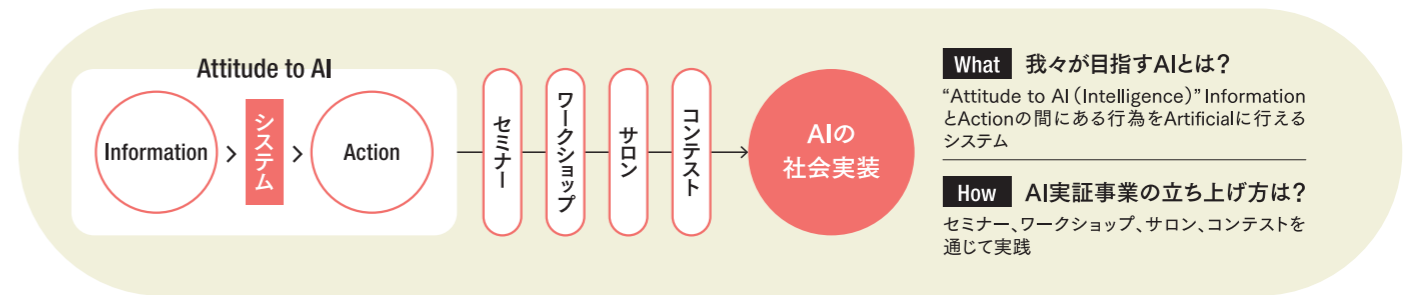 Attitude to AI
Information
システム
Action
セミナー
ワークショップ
サロン
コンテスト
AIの
社会実装
What 我々が目指すAIとは?
“Attitude to AI（Intelligence）”Information
とActionの間にある行為をArtificialに行える
システム
How AI実証事業の立ち上げ方は?
セミナー、ワークショップ、サロン、コンテストを
通じて実践